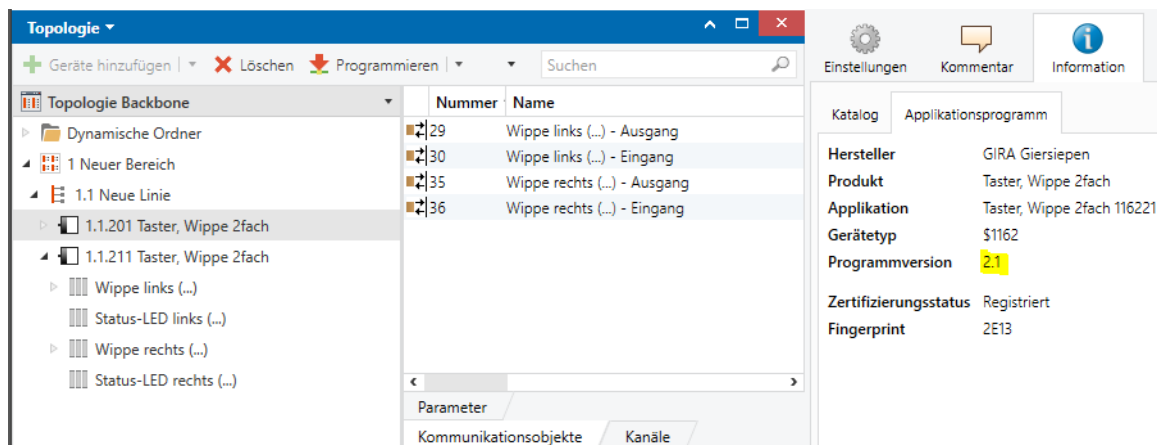 Topologie
Geräte hinzufügen Löschen Programmieren Suchen
Topologie Backbone
Dynamische Ordner
1 Neuer Bereich
1.1 Neue Linie
1.1.201 Taster, Wippe 2fach
1.1.211 Taster, Wippe 2fach
Wippe links (...)
Status-LED links (...)
Wippe rechts (...)
Status-LED rechts (...)
Nummer Name
29 Wippe links (...) - Ausgang
30 Wippe links (...) - Eingang
35 Wippe rechts (...) - Ausgang
36 Wippe rechts (...) - Eingang
Parameter
Kommunikationsobjekte Kanäle
Einstellungen Kommentar Information
Katalog Applikationsprogramm
Hersteller GIRA Giersiepen
Produkt Taster, Wippe 2fach
Applikation Taster, Wippe 2fach 116221
Gerätetyp $1162
Programmversion 2.1
Zertifizierungsstatus Registriert
Fingerprint 2E13